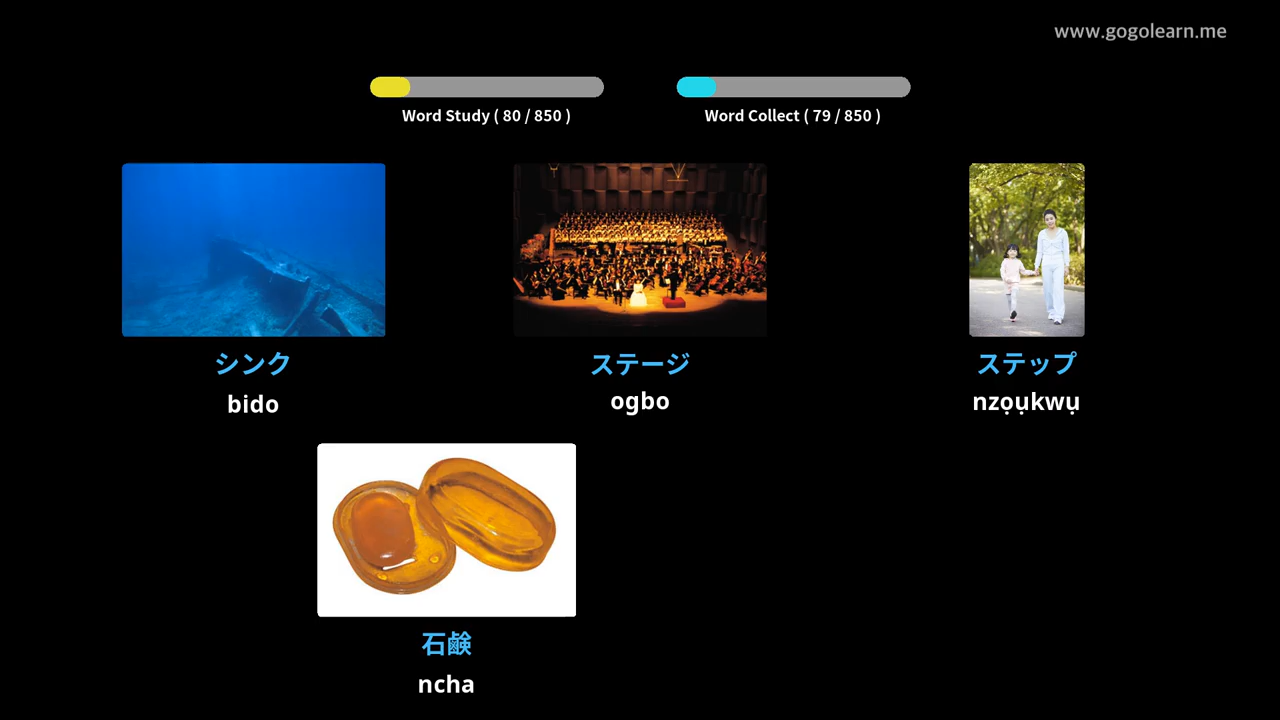 www.gogolearn.me
Word Study ( 80 / 850 )
Word Collect ( 79 / 850 )
シンク
bido
ステージ
ogbo
ステップ
nzọụkwụ
石鹸
ncha